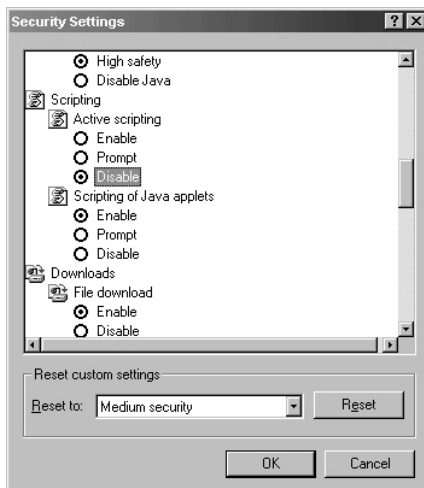 Security Settings
High safety
Disable Java
Scripting
Active scripting
Enable
Prompt
Disable
Scripting of Java applets
Enable
Prompt
Disable
Downloads
File download
Enable
Disable
Reset custom settings
Reset to: Medium security Reset
OK Cancel